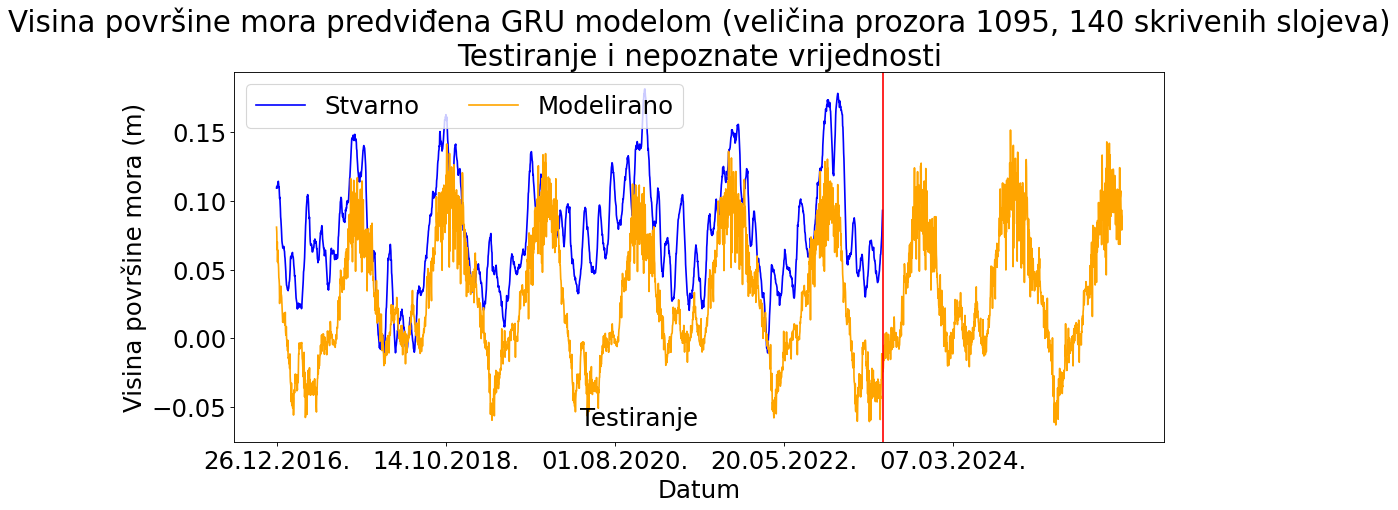 Visina površine mora predviđena GRU modelom (veličina prozora 1095, 140 skrivenih slojeva)
Testiranje i nepoznate vrijednosti
Stvarno Modelirano
Visina površine mora (m)
0.15
0.10
0.05
0.00
−0.05
Testiranje
26.12.2016. 14.10.2018. 01.08.2020. 20.05.2022. 07.03.2024.
Datum